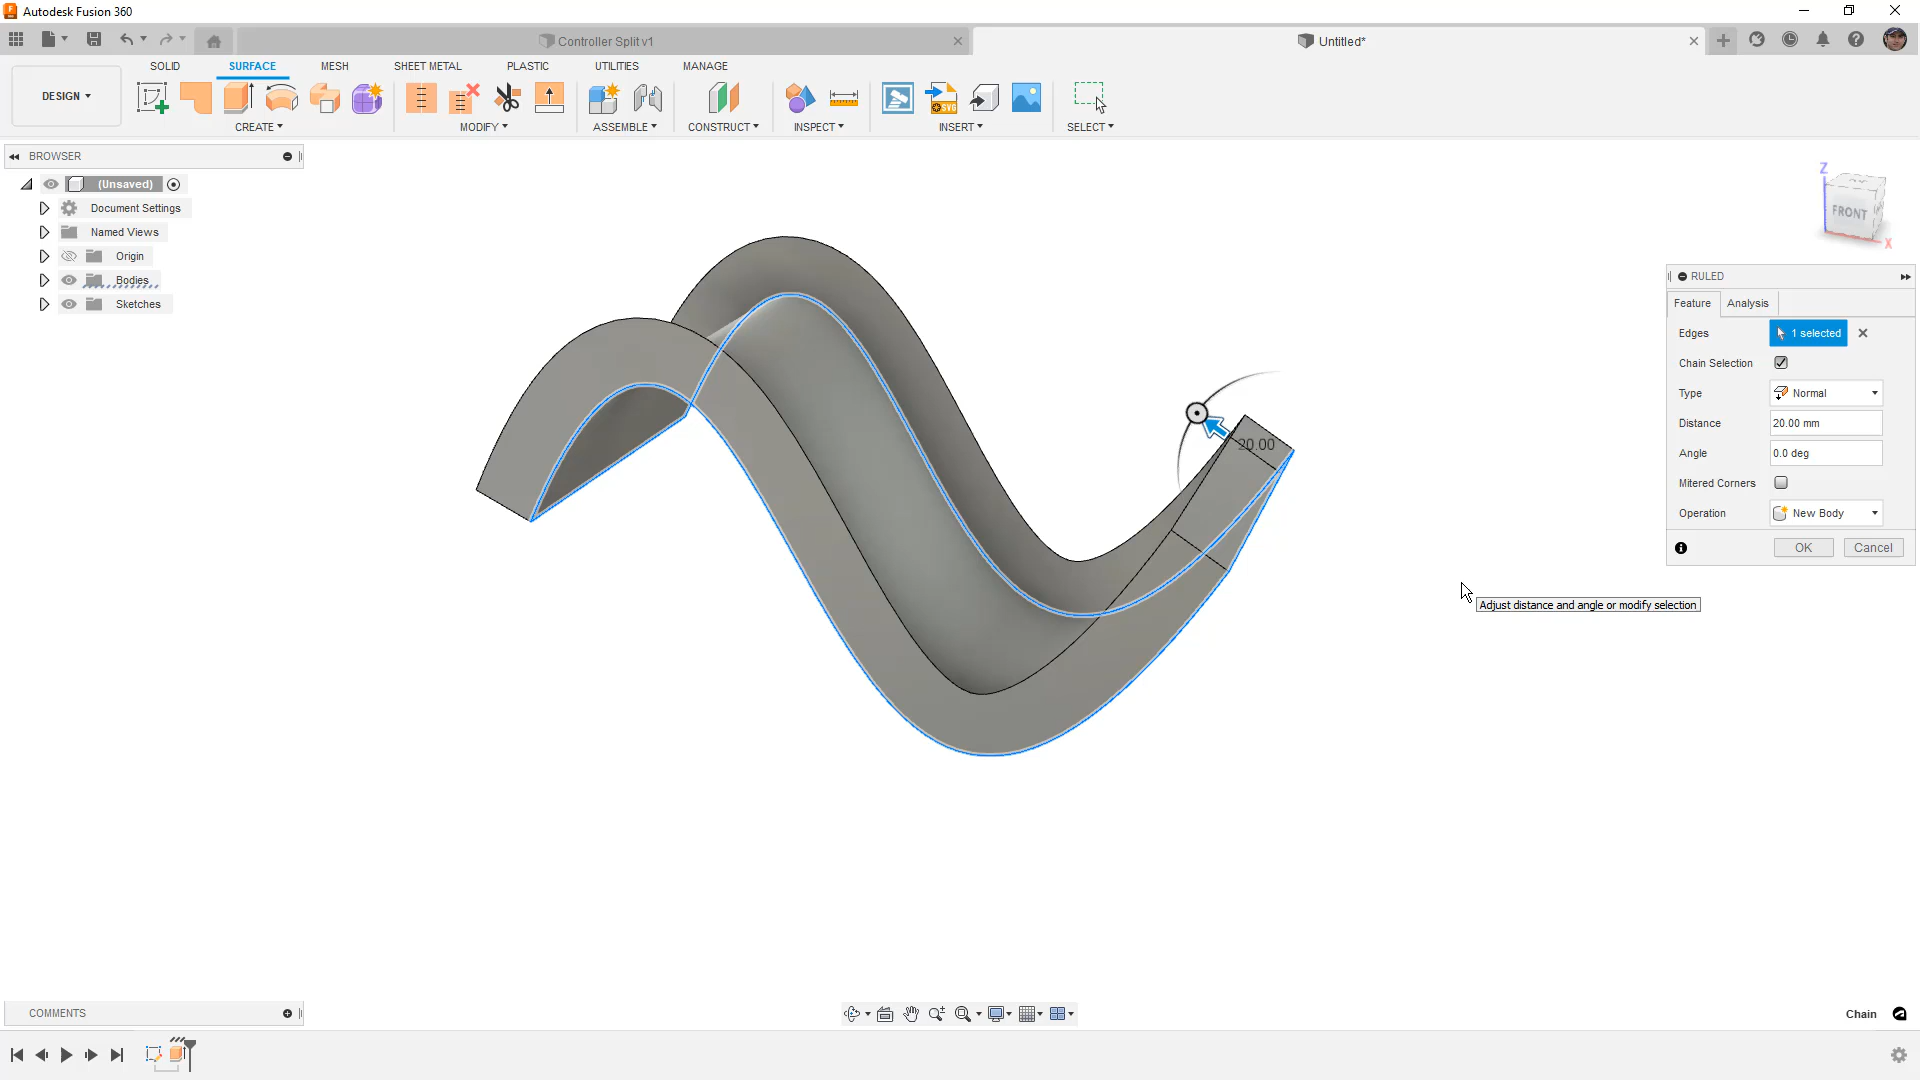 Autodesk Fusion 360
Controller Split v1
Untitled*
DESIGN
SOLID
SURFACE
MESH
SHEET METAL
PLASTIC
UTILITIES
MANAGE
SVG
CREATE
MODIFY
ASSEMBLE
CONSTRUCT
INSPECT
INSERT
SELECT
BROWSER
(Unsaved)
Document Settings
Named Views
Origin
Bodies
Sketches
Z
FRONT
X
RULED
Feature
Analysis
Edges
1 selected
Chain Selection
Type
Normal
Distance
20.00 mm
Angle
0.0 deg
Mitered Corners
Operation
New Body
OK
Cancel
20.00
Adjust distance and angle or modify selection
COMMENTS
Chain